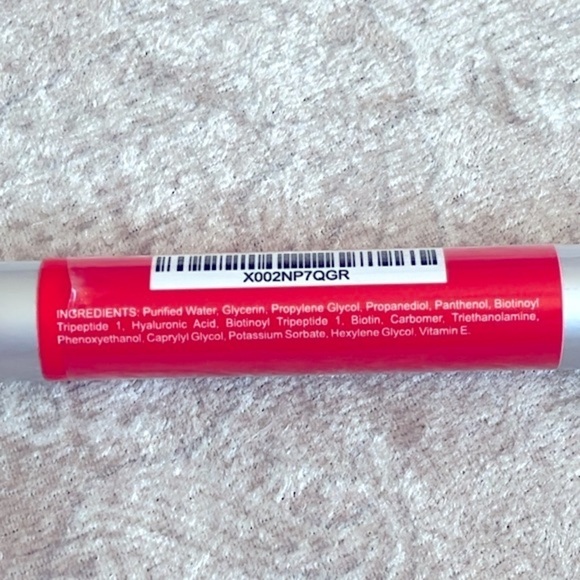 X002NP7QGR
INGREDIENTS: Purified Water, Glycerin, Propylene Glycol, Propanediol, Panthenol, Biotinoyl
Tripeptide 1, Hyaluronic Acid, Biotinoyl Tripeptide 1, Biotin, Carbomer, Triethanolamine,
Phenoxyethanol, Caprylyl Glycol, Potassium Sorbate, Hexylene Glycol, Vitamin E.